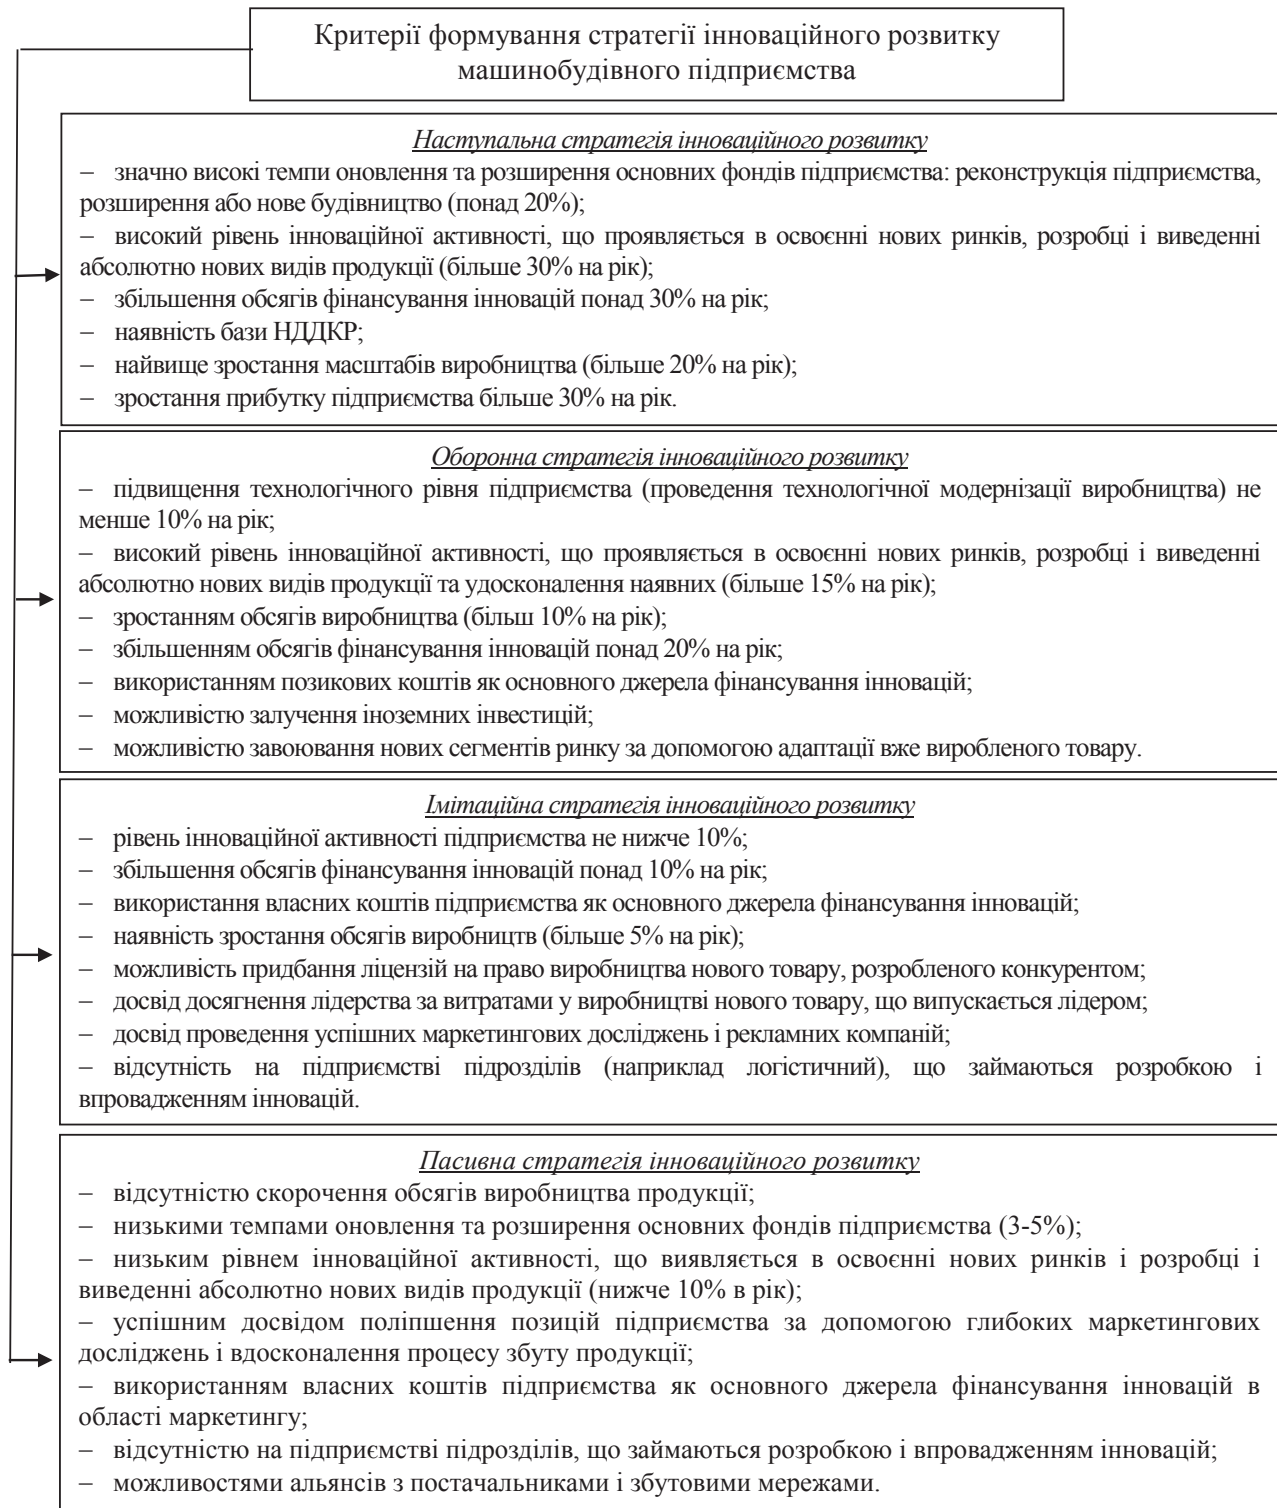 Критерії формування стратегії інноваційного розвитку
машинобудівного підприємства
Наступальна стратегія інноваційного розвитку
– значно високі темпи оновлення та розширення основних фондів підприємства: реконструкція підприємства,
розширення або нове будівництво (понад 20%);
– високий рівень інноваційної активності, що проявляється в освоєнні нових ринків, розробці і виведенні
абсолютно нових видів продукції (більше 30% на рік);
– збільшення обсягів фінансування інновацій понад 30% на рік;
– наявність бази НДДКР;
– найвище зростання масштабів виробництва (більше 20% на рік);
– зростання прибутку підприємства більше 30% на рік.
Оборонна стратегія інноваційного розвитку
– підвищення технологічного рівня підприємства (проведення технологічної модернізації виробництва) не
менше 10% на рік;
– високий рівень інноваційної активності, що проявляється в освоєнні нових ринків, розробці і виведенні
абсолютно нових видів продукції та удосконалення наявних (більше 15% на рік);
– зростанням обсягів виробництва (більш 10% на рік);
– збільшенням обсягів фінансування інновацій понад 20% на рік;
– використанням позикових коштів як основного джерела фінансування інновацій;
– можливістю залучення іноземних інвестицій;
– можливістю завоювання нових сегментів ринку за допомогою адаптації вже виробленого товару.
Імітаційна стратегія інноваційного розвитку
– рівень інноваційної активності підприємства не нижче 10%;
– збільшення обсягів фінансування інновацій понад 10% на рік;
– використання власних коштів підприємства як основного джерела фінансування інновацій;
– наявність зростання обсягів виробництв (більше 5% на рік);
– можливість придбання ліцензій на право виробництва нового товару, розробленого конкурентом;
– досвід досягнення лідерства за витратами у виробництві нового товару, що випускається лідером;
– досвід проведення успішних маркетингових досліджень і рекламних компаній;
– відсутність на підприємстві підрозділів (наприклад логістичний), що займаються розробкою і
впровадженням інновацій.
Пасивна стратегія інноваційного розвитку
– відсутністю скорочення обсягів виробництва продукції;
– низькими темпами оновлення та розширення основних фондів підприємства (3-5%);
– низьким рівнем інноваційної активності, що виявляється в освоєнні нових ринків і розробці і
виведенні абсолютно нових видів продукції (нижче 10% в рік);
– успішним досвідом поліпшення позицій підприємства за допомогою глибоких маркетингових
досліджень і вдосконалення процесу збуту продукції;
– використанням власних коштів підприємства як основного джерела фінансування інновацій в
області маркетингу;
– відсутністю на підприємстві підрозділів, що займаються розробкою і впровадженням інновацій;
– можливостями альянсів з постачальниками і збутовими мережами.